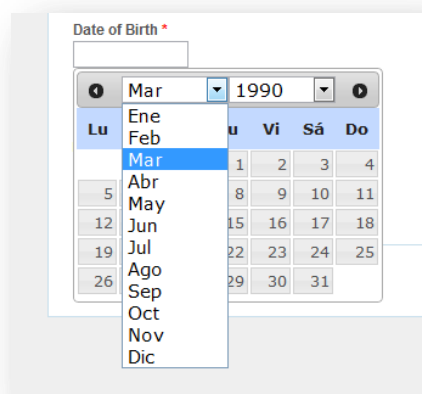 Date of Birth *
Mar 1990
Lu u Vi Sá Do
1 2 3 4
5 8 9 10 11
12 15 16 17 18
19 22 23 24 25
26 29 30 31
Ene
Feb
Mar
Abr
May
Jun
Jul
Ago
Sep
Oct
Nov
Dic